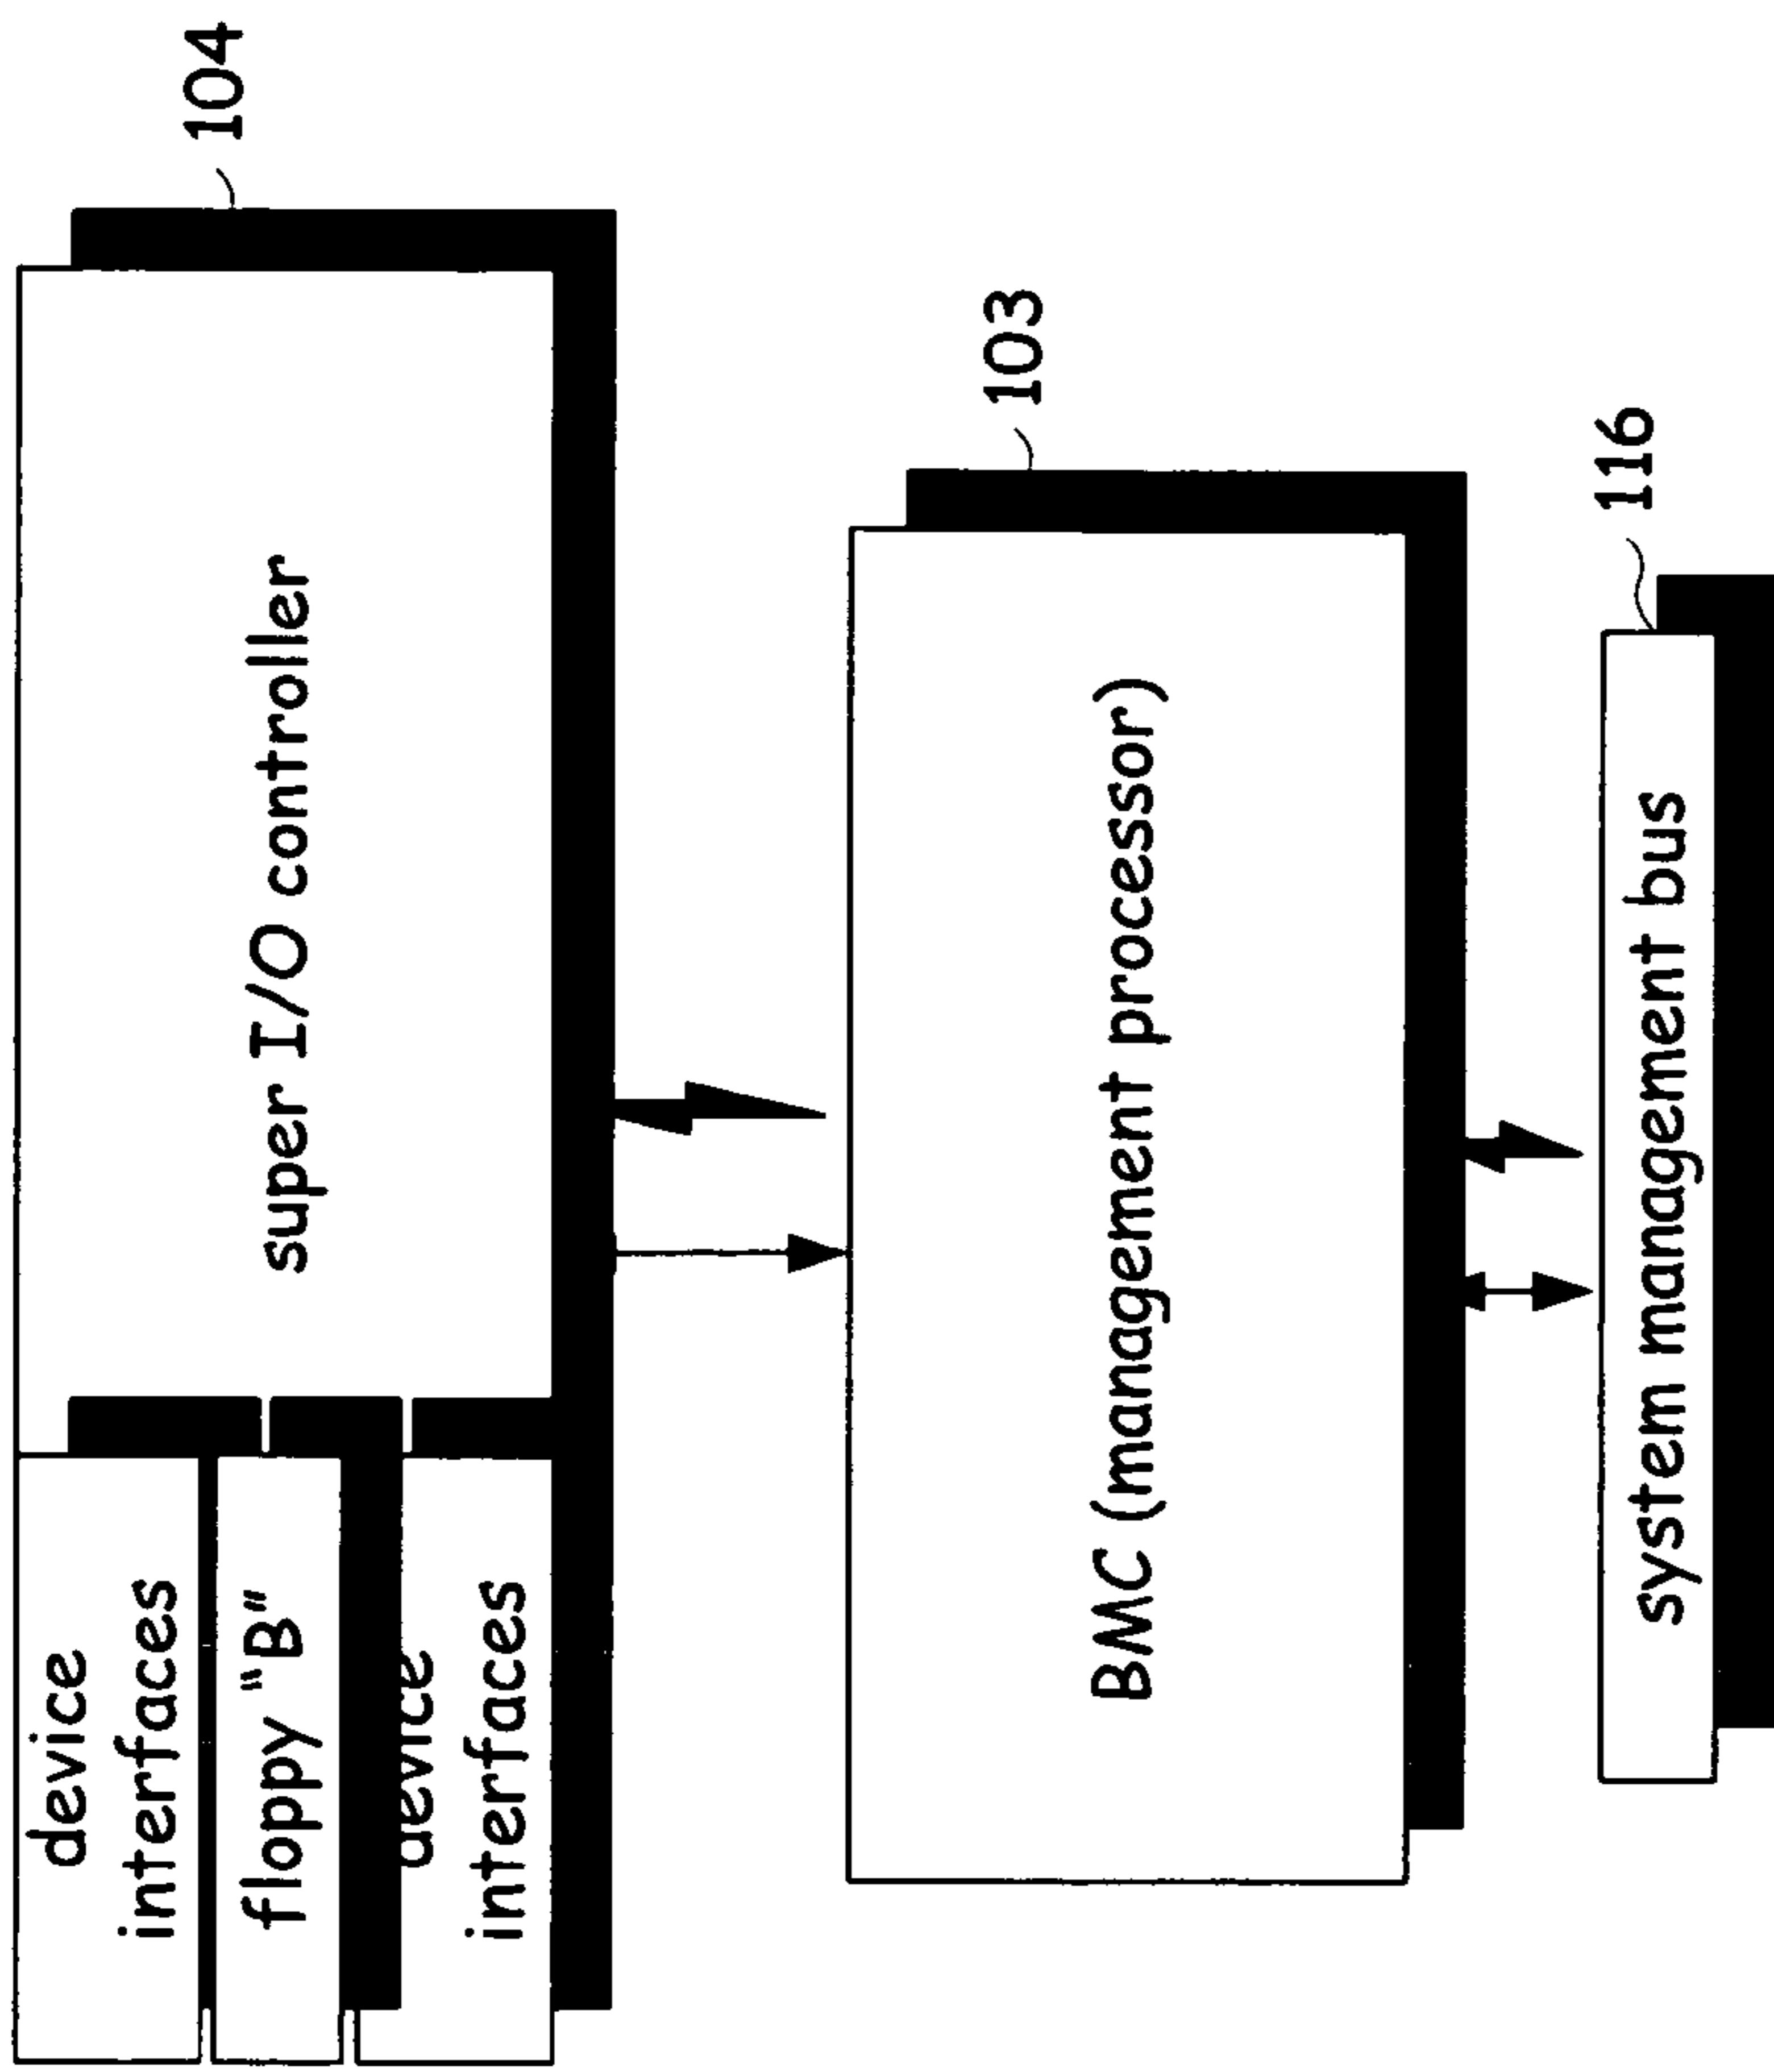 device
interfaces
floppy "B"
device
interfaces
super I/O controller
104
BMC (management processor)
103
system management bus
116